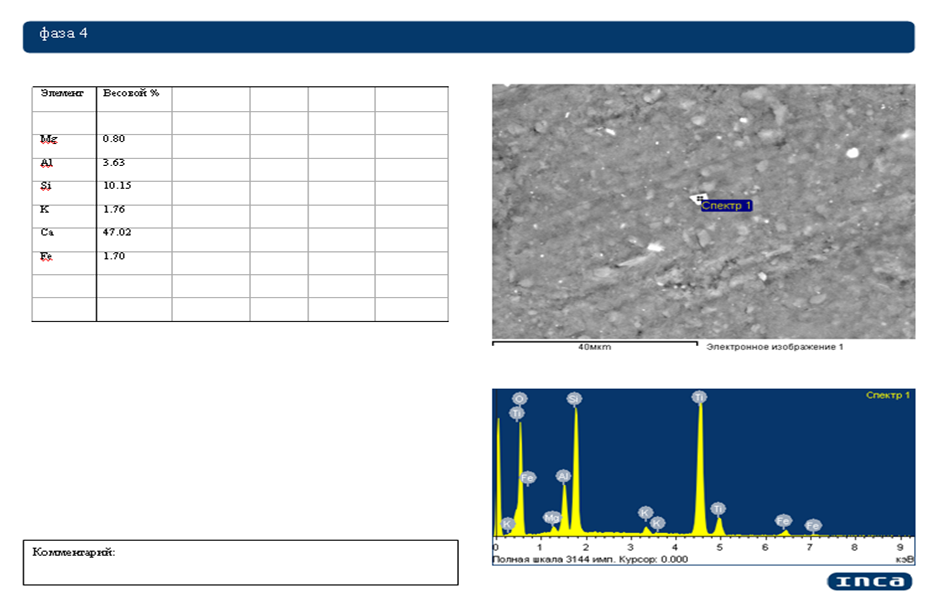 фаза 4
Элемент Весовой %
Mg 0.80
Al 3.63
Si 10.15
K 1.76
Ca 47.02
Fe 1.70
Спектр 1
40мкm Электронное изображение 1
Спектр 1
O Si Ti
Ti
Fe Al
K Mg K K Ti Fe Fe
0 1 2 3 4 5 6 7 8 9
Полная шкала 3144 имп. Курсор: 0.000 кэВ
Комментарий:
INCA